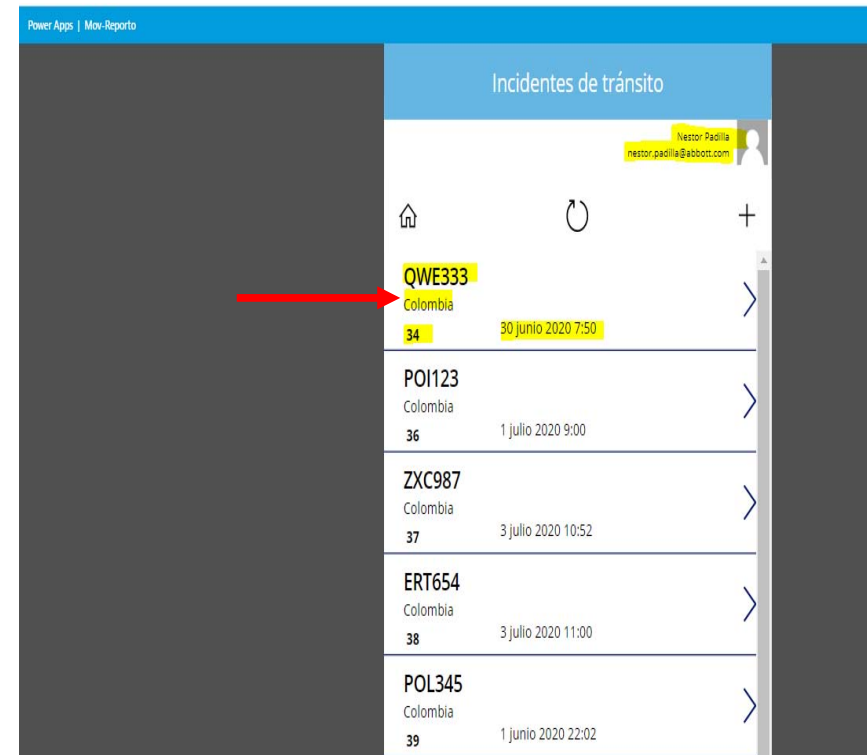 Power Apps | Mov-Reporto
Incidentes de tránsito
Nestor Padilla
nestor.padilla@abbott.com
QWE333
Colombia
34 30 junio 2020 7:50
POI123
Colombia
36 1 julio 2020 9:00
ZXC987
Colombia
37 3 julio 2020 10:52
ERT654
Colombia
38 3 julio 2020 11:00
POL345
Colombia
39 1 junio 2020 22:02